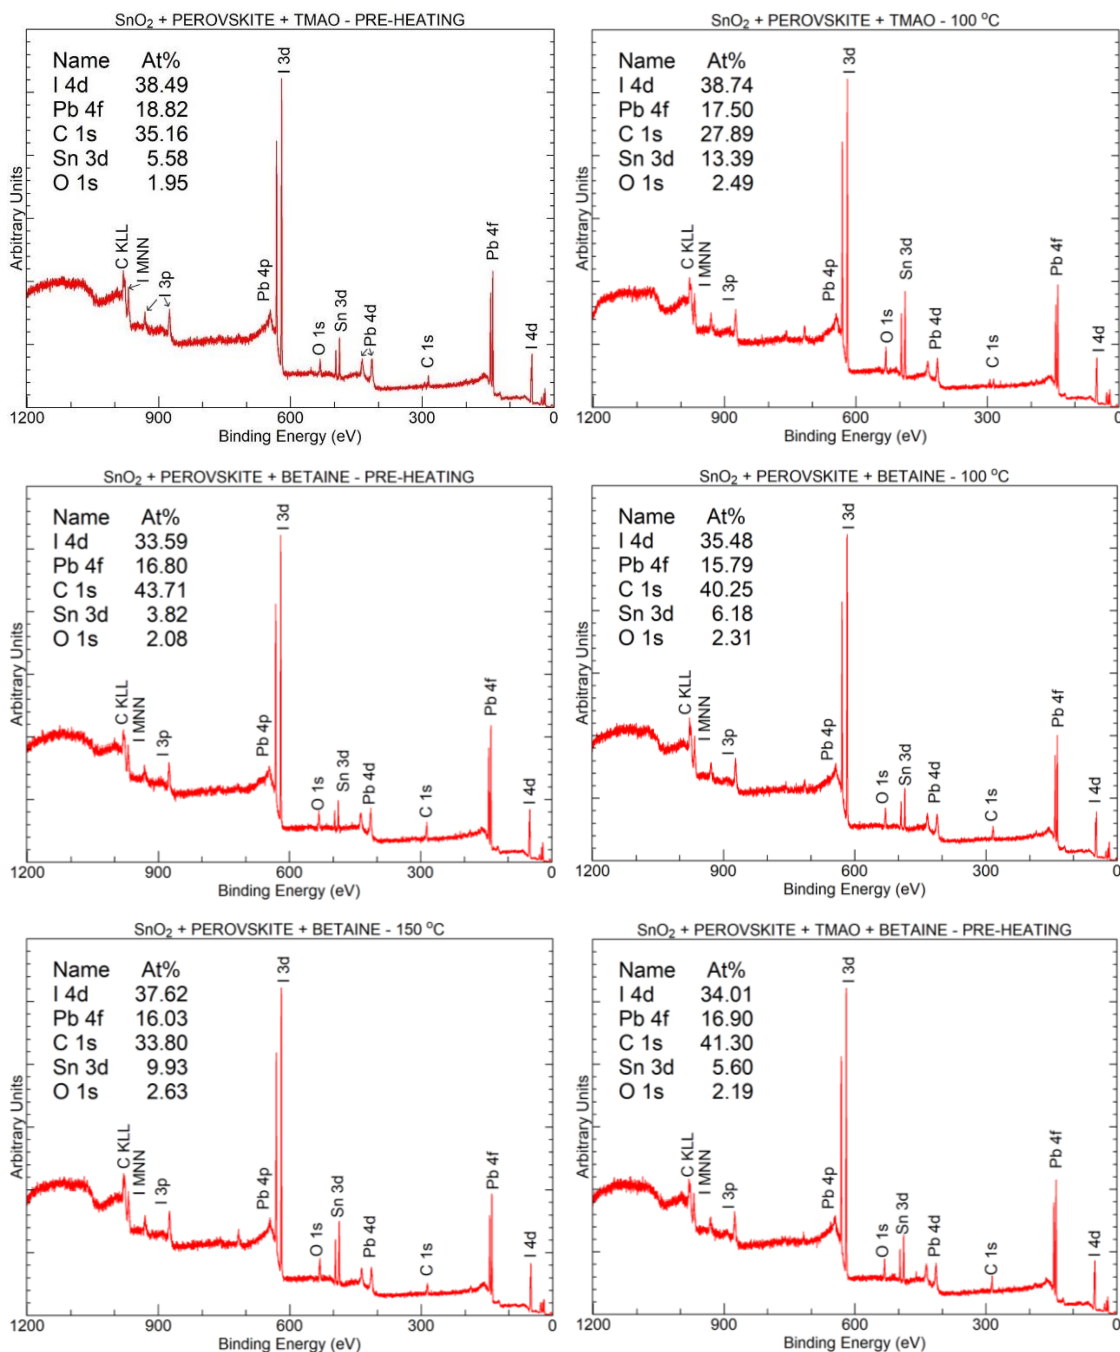 SnO₂ + PEROVSKITE + TMAO - PRE-HEATING
Name At%
I 4d 38.49
Pb 4f 18.82
C 1s 35.16
Sn 3d 5.58
O 1s 1.95
I 3d
C KLL
I MNN
I 3p
Pb 4p
O 1s
Sn 3d
Pb 4d
C 1s
Pb 4f
I 4d
Arbitrary Units
1200 900 600 300 0
Binding Energy (eV)
SnO₂ + PEROVSKITE + TMAO - 100 °C
Name At%
I 4d 38.74
Pb 4f 17.50
C 1s 27.89
Sn 3d 13.39
O 1s 2.49
I 3d
C KLL
I MNN
I 3p
Pb 4p
O 1s
Sn 3d
Pb 4d
C 1s
Pb 4f
I 4d
Arbitrary Units
1200 900 600 300 0
Binding Energy (eV)
SnO₂ + PEROVSKITE + BETAINE - PRE-HEATING
Name At%
I 4d 33.59
Pb 4f 16.80
C 1s 43.71
Sn 3d 3.82
O 1s 2.08
I 3d
C KLL
I MNN
I 3p
Pb 4p
O 1s
Sn 3d
Pb 4d
C 1s
Pb 4f
I 4d
Arbitrary Units
1200 900 600 300 0
Binding Energy (eV)
SnO₂ + PEROVSKITE + BETAINE - 100 °C
Name At%
I 4d 35.48
Pb 4f 15.79
C 1s 40.25
Sn 3d 6.18
O 1s 2.31
I 3d
C KLL
I MNN
I 3p
Pb 4p
O 1s
Sn 3d
Pb 4d
C 1s
Pb 4f
I 4d
Arbitrary Units
1200 900 600 300 0
Binding Energy (eV)
SnO₂ + PEROVSKITE + BETAINE - 150 °C
Name At%
I 4d 37.62
Pb 4f 16.03
C 1s 33.80
Sn 3d 9.93
O 1s 2.63
I 3d
C KLL
I MNN
I 3p
Pb 4p
O 1s
Sn 3d
Pb 4d
C 1s
Pb 4f
I 4d
Arbitrary Units
1200 900 600 300 0
Binding Energy (eV)
SnO₂ + PEROVSKITE + TMAO + BETAINE - PRE-HEATING
Name At%
I 4d 34.01
Pb 4f 16.90
C 1s 41.30
Sn 3d 5.60
O 1s 2.19
I 3d
C KLL
I MNN
I 3p
Pb 4p
O 1s
Sn 3d
Pb 4d
C 1s
Pb 4f
I 4d
Arbitrary Units
1200 900 600 300 0
Binding Energy (eV)